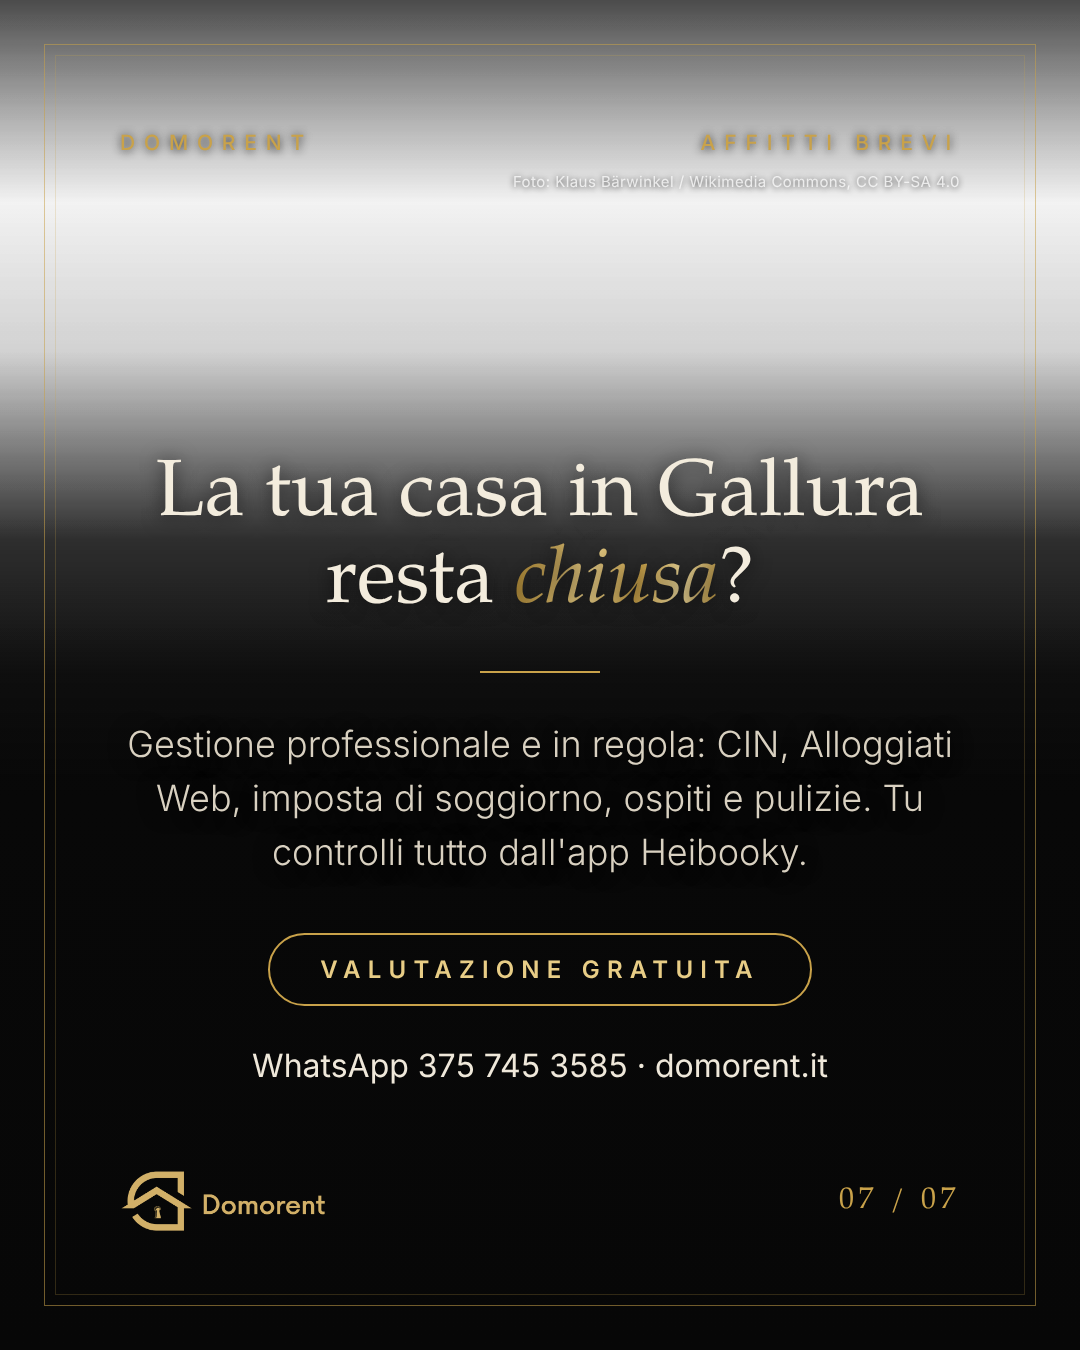 DOMORENT
AFFITTI BREVI
Foto: Klaus Bärwinkel / Wikimedia Commons, CC BY-SA 4.0
La tua casa in Gallura
resta chiusa?
Gestione professionale e in regola: CIN, Alloggiati
Web, imposta di soggiorno, ospiti e pulizie. Tu
controlli tutto dall'app Heibooky.
VALUTAZIONE GRATUITA
WhatsApp 375 745 3585 · domorent.it
Domorent
07 / 07